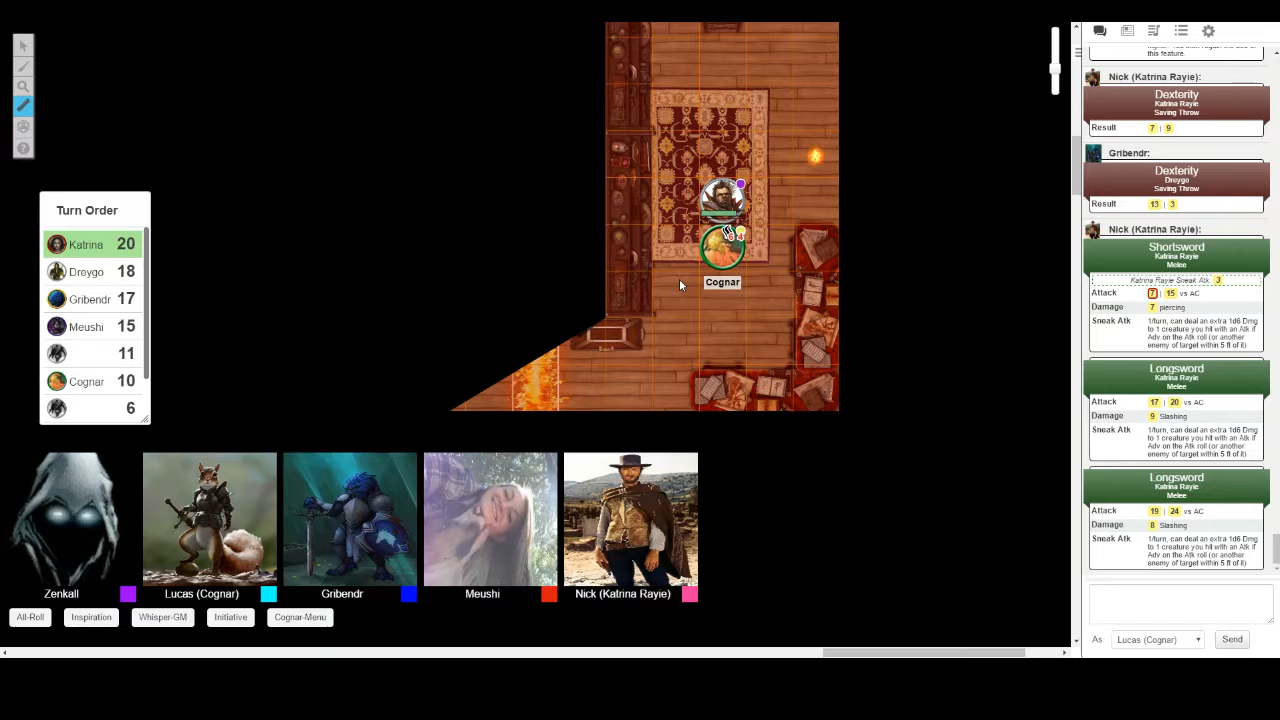 Turn Order
Katrina 20
Dreygo 18
Gribendr 17
Meushi 15
11
Cognar 10
6
Cognar
Zenkall
Lucas (Cognar)
Gribendr
Meushi
Nick (Katrina Rayie)
All-Roll
Inspiration
Whisper-GM
Initiative
Cognar-Menu
this feature.
Nick (Katrina Rayie):
Dexterity
Katrina Rayie
Saving Throw
Result 7 | 9
Gribendr:
Dexterity
Dreygo
Saving Throw
Result 13 | 3
Nick (Katrina Rayie):
Shortsword
Katrina Rayie
Melee
Katrina Rayie Sneak Atk: 3
Attack 7 | 15 vs AC
Damage 7 piercing
Sneak Atk 1/turn, can deal an extra 1d6 Dmg
to 1 creature you hit with an Atk if
Adv on the Atk roll (or another
enemy of target within 5 ft of it)
Longsword
Katrina Rayie
Melee
Attack 17 | 20 vs AC
Damage 9 Slashing
Sneak Atk 1/turn, can deal an extra 1d6 Dmg
to 1 creature you hit with an Atk if
Adv on the Atk roll (or another
enemy of target within 5 ft of it)
Longsword
Katrina Rayie
Melee
Attack 19 | 24 vs AC
Damage 8 Slashing
Sneak Atk 1/turn, can deal an extra 1d6 Dmg
to 1 creature you hit with an Atk if
Adv on the Atk roll (or another
enemy of target within 5 ft of it)
As Lucas (Cognar) Send